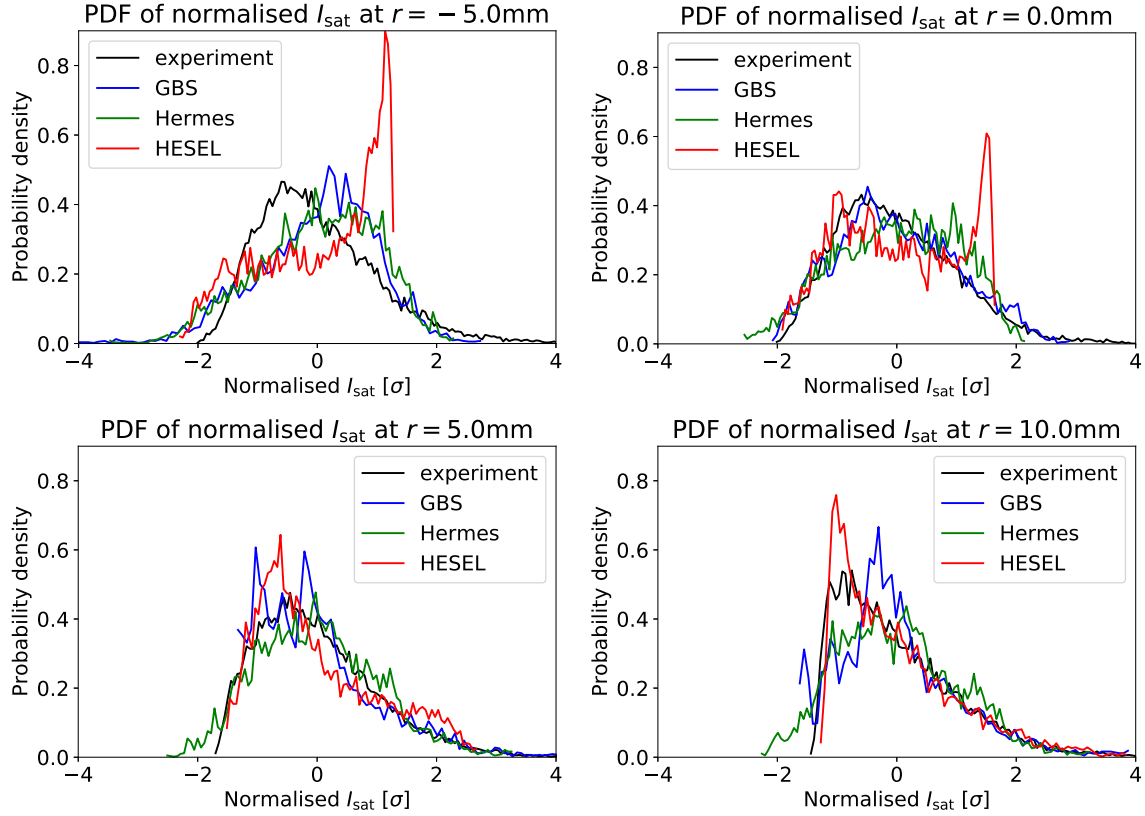 PDF of normalised I_sat at r = − 5.0mm
Probability density
0.8
0.6
0.4
0.2
0.0
experiment
GBS
Hermes
HESEL
−4 −2 0 2 4
Normalised I_sat [σ]
PDF of normalised I_sat at r = 0.0mm
Probability density
0.8
0.6
0.4
0.2
0.0
experiment
GBS
Hermes
HESEL
−4 −2 0 2 4
Normalised I_sat [σ]
PDF of normalised I_sat at r = 5.0mm
Probability density
0.8
0.6
0.4
0.2
0.0
experiment
GBS
Hermes
HESEL
−4 −2 0 2 4
Normalised I_sat [σ]
PDF of normalised I_sat at r = 10.0mm
Probability density
0.8
0.6
0.4
0.2
0.0
experiment
GBS
Hermes
HESEL
−4 −2 0 2 4
Normalised I_sat [σ]